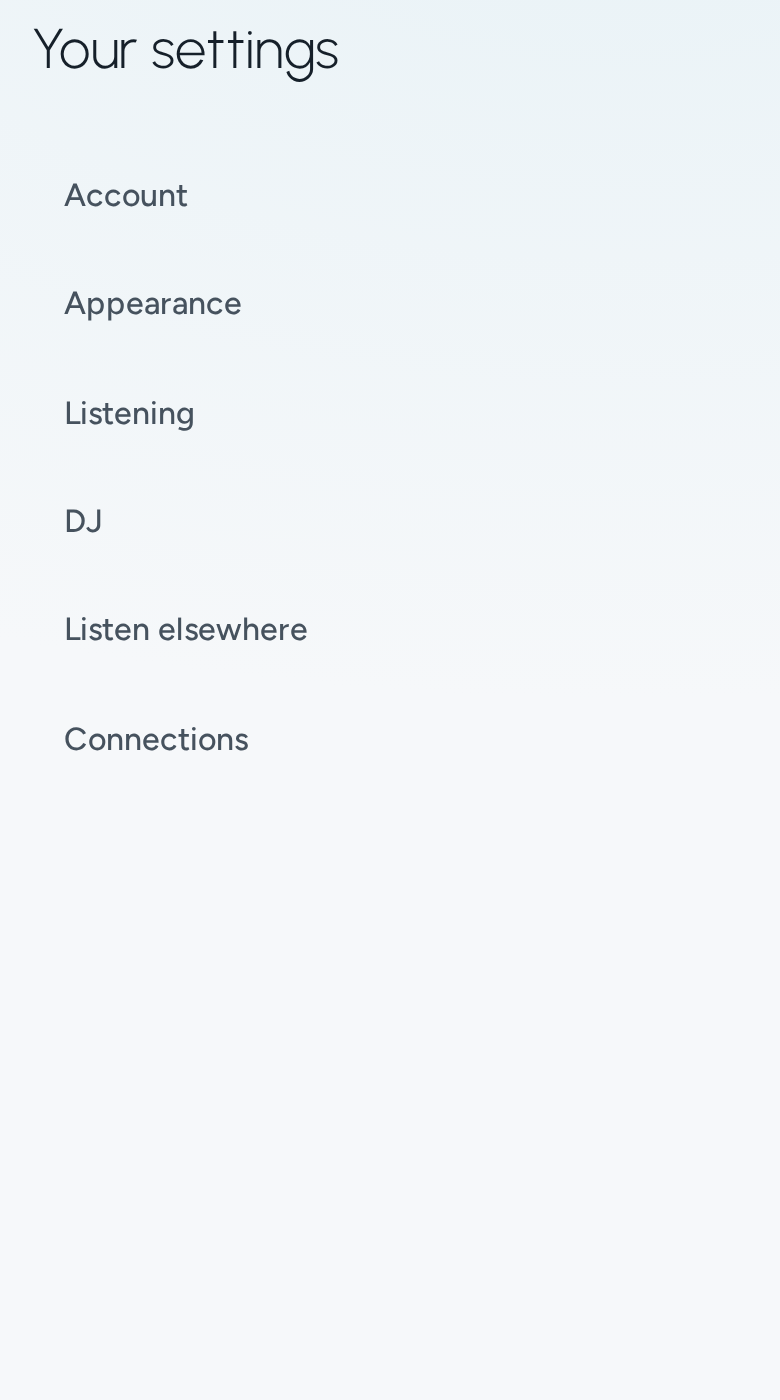 Your settings
Account
Appearance
Listening
DJ
Listen elsewhere
Connections